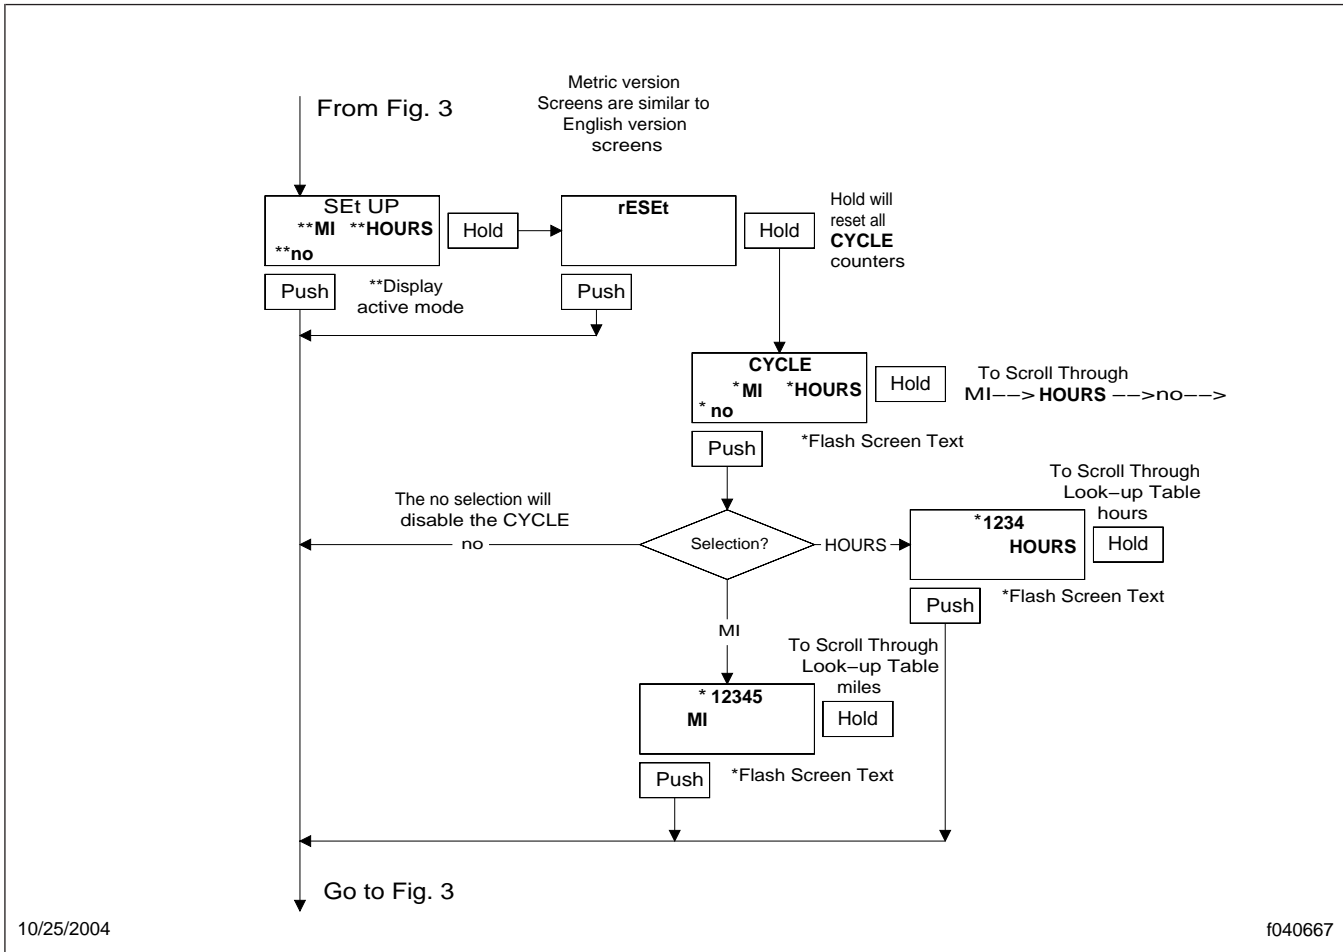 From Fig. 3
Metric version
Screens are similar to
English version
screens
SEt UP
**MI **HOURS
**no
Hold
rESEt
Hold
Hold will
reset all
CYCLE
counters
Push
**Display
active mode
Push
CYCLE
*MI *HOURS
* no
Hold
To Scroll Through
MI--> HOURS -->no-->
Push
*Flash Screen Text
The no selection will
disable the CYCLE
no
Selection?
HOURS
To Scroll Through
Look-up Table
hours
*1234
HOURS
Hold
Push
*Flash Screen Text
MI
To Scroll Through
Look-up Table
miles
* 12345
MI
Hold
Push
*Flash Screen Text
Go to Fig. 3
10/25/2004
f040667